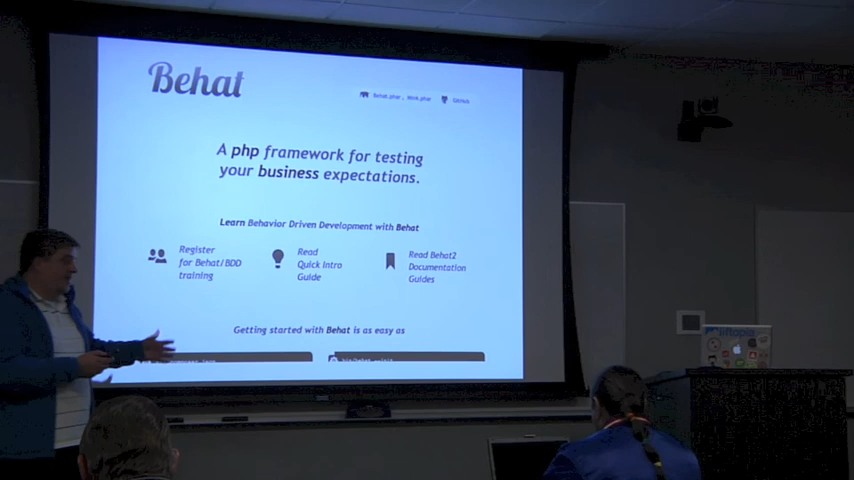 Behat
Behat.phar, Work.phar GitHub
A php framework for testing
your business expectations.
Learn Behavior Driven Development with Behat
Register
for Behat/BDD
training
Read
Quick Intro
Guide
Read Behat2
Documentation
Guides
Getting started with Behat is as easy as
liftopia